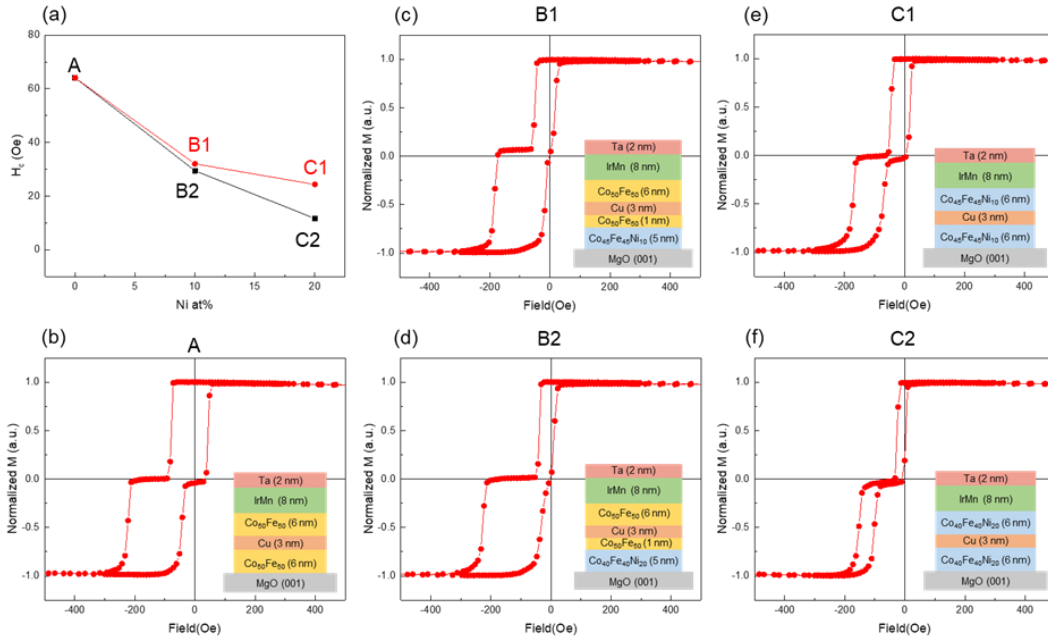 (a)
80
60
40
20
0
H_c (Oe)
A
B1
B2
C1
C2
0 5 10 15 20
Ni at%
(c) B1
1.0
0.5
0.0
-0.5
-1.0
Normalized M (a.u.)
Ta (2 nm)
IrMn (8 nm)
Co₅₀Fe₅₀ (6 nm)
Cu (3 nm)
Co₅₀Fe₅₀ (1 nm)
Co₄₅Fe₄₅Ni₁₀ (5 nm)
MgO (001)
-400 -200 0 200 400
Field(Oe)
(e) C1
1.0
0.5
0.0
-0.5
-1.0
Normalized M (a.u.)
Ta (2 nm)
IrMn (8 nm)
Co₄₅Fe₄₅Ni₁₀ (6 nm)
Cu (3 nm)
Co₄₅Fe₄₅Ni₁₀ (6 nm)
MgO (001)
-400 -200 0 200 400
Field(Oe)
(b) A
1.0
0.5
0.0
-0.5
-1.0
Normalized M (a.u.)
Ta (2 nm)
IrMn (8 nm)
Co₅₀Fe₅₀ (6 nm)
Cu (3 nm)
Co₅₀Fe₅₀ (6 nm)
MgO (001)
-400 -200 0 200 400
Field(Oe)
(d) B2
1.0
0.5
0.0
-0.5
-1.0
Normalized M (a.u.)
Ta (2 nm)
IrMn (8 nm)
Co₅₀Fe₅₀ (6 nm)
Cu (3 nm)
Co₅₀Fe₅₀ (1 nm)
Co₄₀Fe₄₀Ni₂₀ (5 nm)
MgO (001)
-400 -200 0 200 400
Field(Oe)
(f) C2
1.0
0.5
0.0
-0.5
-1.0
Normalized M (a.u.)
Ta (2 nm)
IrMn (8 nm)
Co₄₀Fe₄₀Ni₂₀ (6 nm)
Cu (3 nm)
Co₄₀Fe₄₀Ni₂₀ (6 nm)
MgO (001)
-400 -200 0 200 400
Field(Oe)